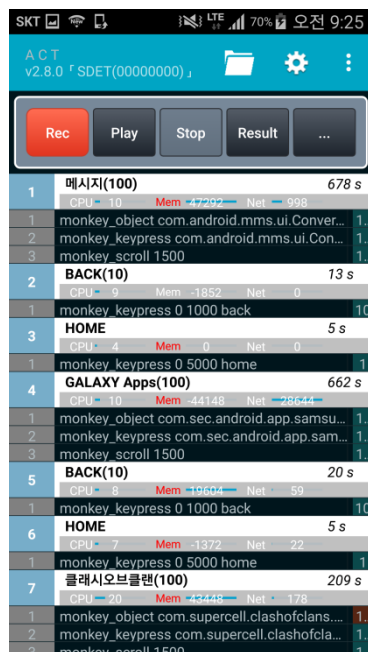 SKT LTE 70% 오전 9:25
A C T
v2.8.0 「 SDET(00000000) 」
Rec Play Stop Result ...
1 메시지(100) 678 s
CPU 10 Mem 47292 Net 998
1 monkey_object com.android.mms.ui.Conver... 1.
2 monkey_keypress com.android.mms.ui.Con... 1.
3 monkey_scroll 1500 1.
2 BACK(10) 13 s
CPU 9 Mem -1852 Net 0
1 monkey_keypress 0 1000 back 10
3 HOME 5 s
CPU 4 Mem 0 Net 0
1 monkey_keypress 0 5000 home 1
4 GALAXY Apps(100) 662 s
CPU 10 Mem -44148 Net 28644
1 monkey_object com.sec.android.app.samsu... 1.
2 monkey_keypress com.sec.android.app.sam... 1.
3 monkey_scroll 1500 1.
5 BACK(10) 20 s
CPU 8 Mem 19604 Net 59
1 monkey_keypress 0 1000 back 10
6 HOME 5 s
CPU 7 Mem -1372 Net 22
1 monkey_keypress 0 5000 home 1
7 클래시오브클랜(100) 209 s
CPU 20 Mem 43448 Net 178
1 monkey_object com.supercell.clashofclans.... 1.
2 monkey_keypress com.supercell.clashofcla... 1.
3 monkey_scroll 1500 1.